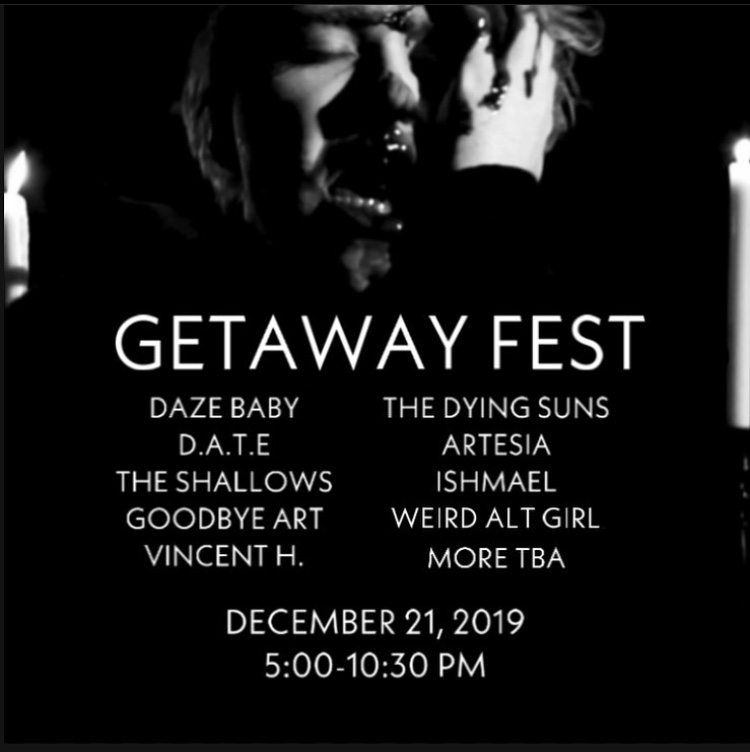 GETAWAY FEST
DAZE BABY
D.A.T.E
THE SHALLOWS
GOODBYE ART
VINCENT H.
THE DYING SUNS
ARTESIA
ISHMAEL
WEIRD ALT GIRL
MORE TBA
DECEMBER 21, 2019
5:00-10:30 PM